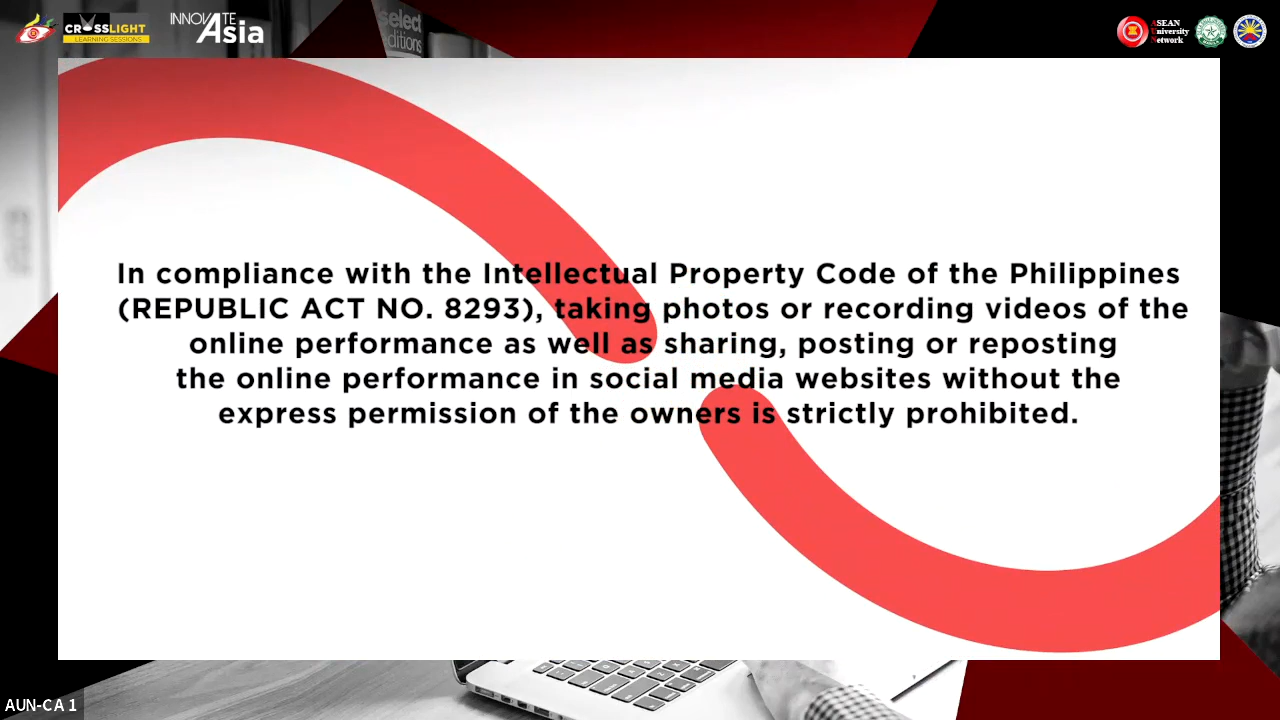 CROSSLIGHT
LEARNING SESSIONS
INNOVATE
Asia
select
ditions
ASEAN
University
Network
In compliance with the Intellectual Property Code of the Philippines
(REPUBLIC ACT NO. 8293), taking photos or recording videos of the
online performance as well as sharing, posting or reposting
the online performance in social media websites without the
express permission of the owners is strictly prohibited.
AUN-CA 1